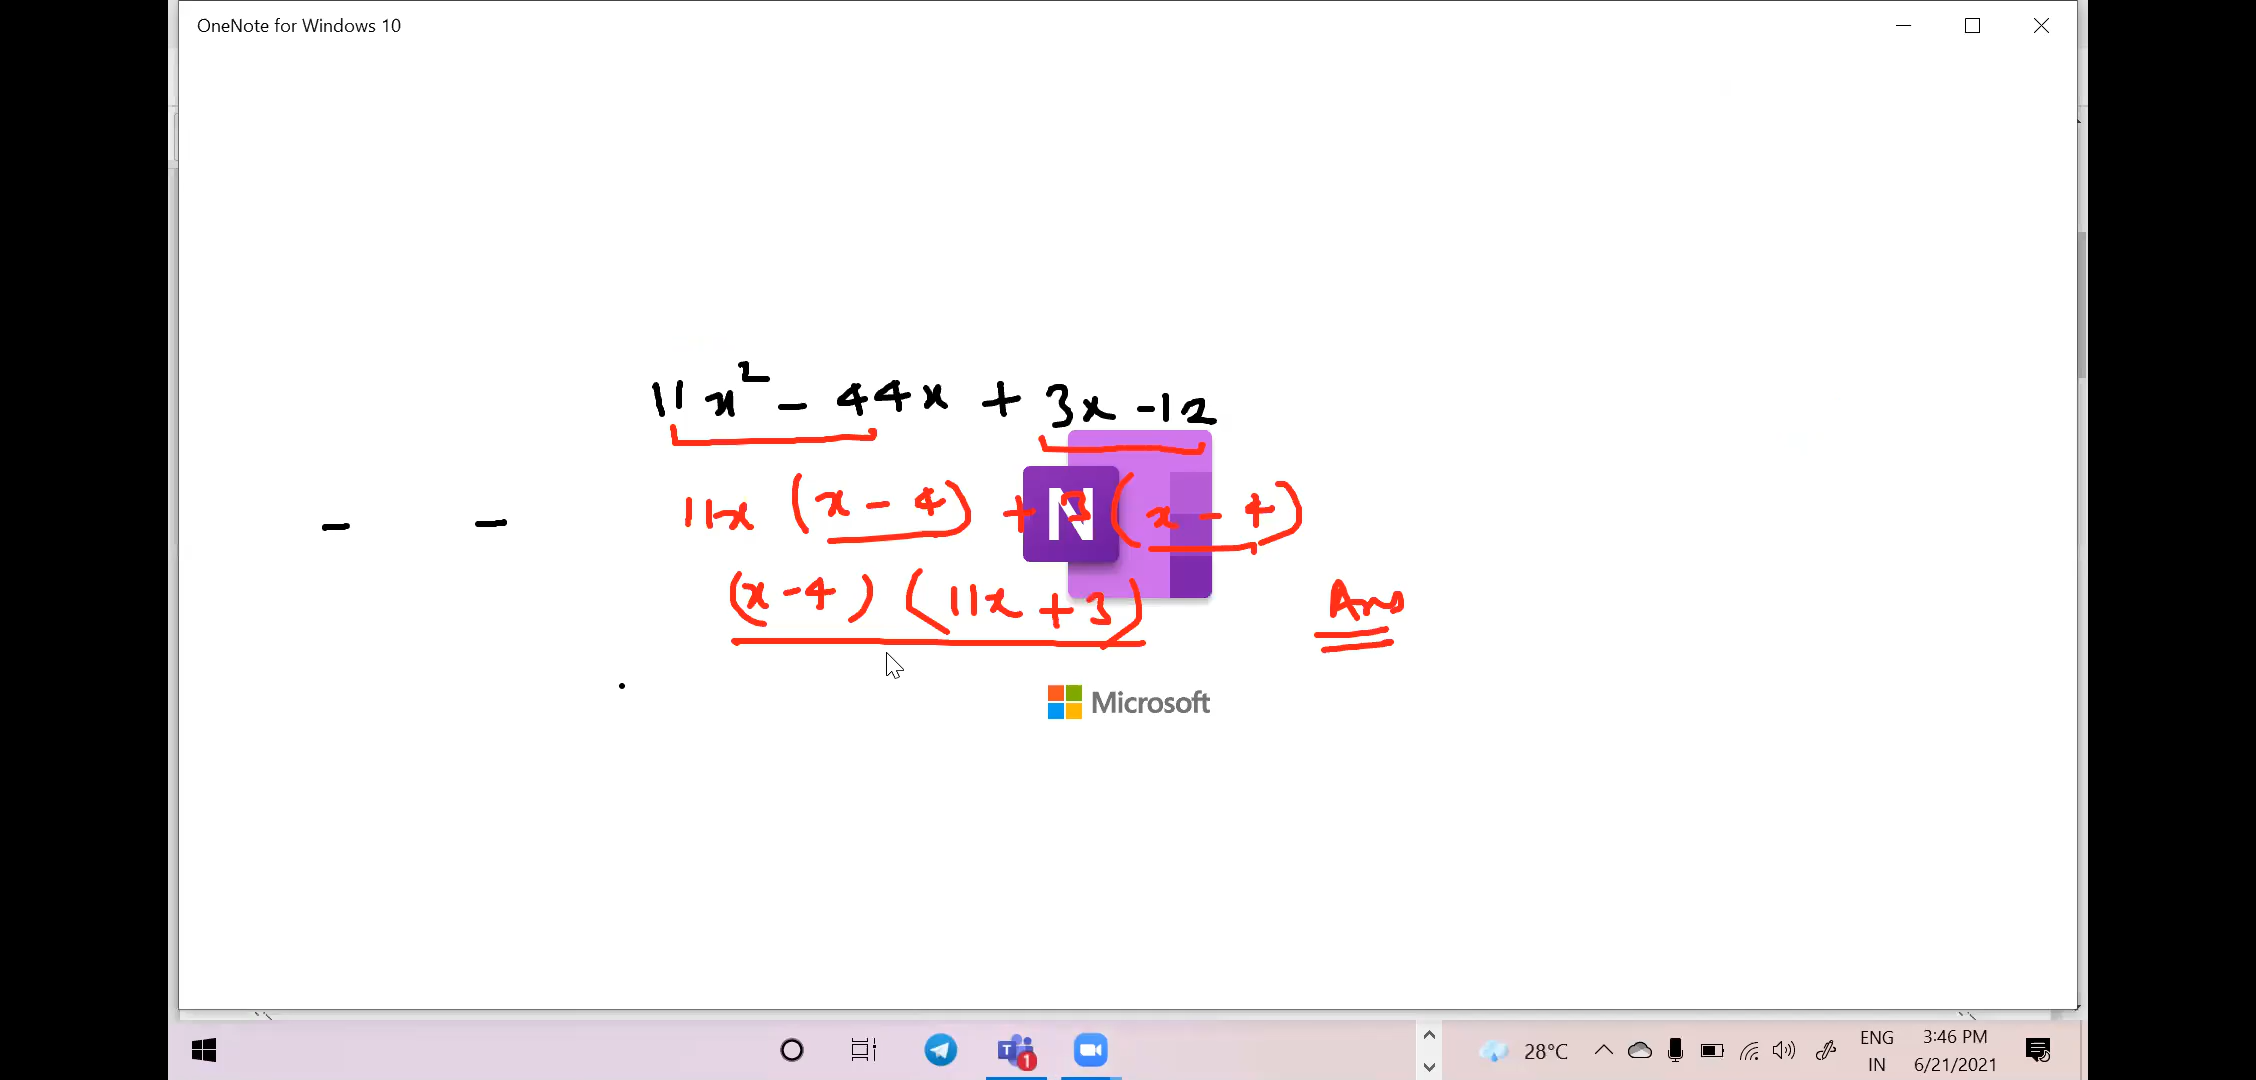 OneNote for Windows 10
11x² - 44x + 3x - 12
- - 11x (x - 4) + 3 (x - 4)
(x - 4) (11x + 3) Ans
Microsoft
28°C ENG 3:46 PM
IN 6/21/2021
T 1